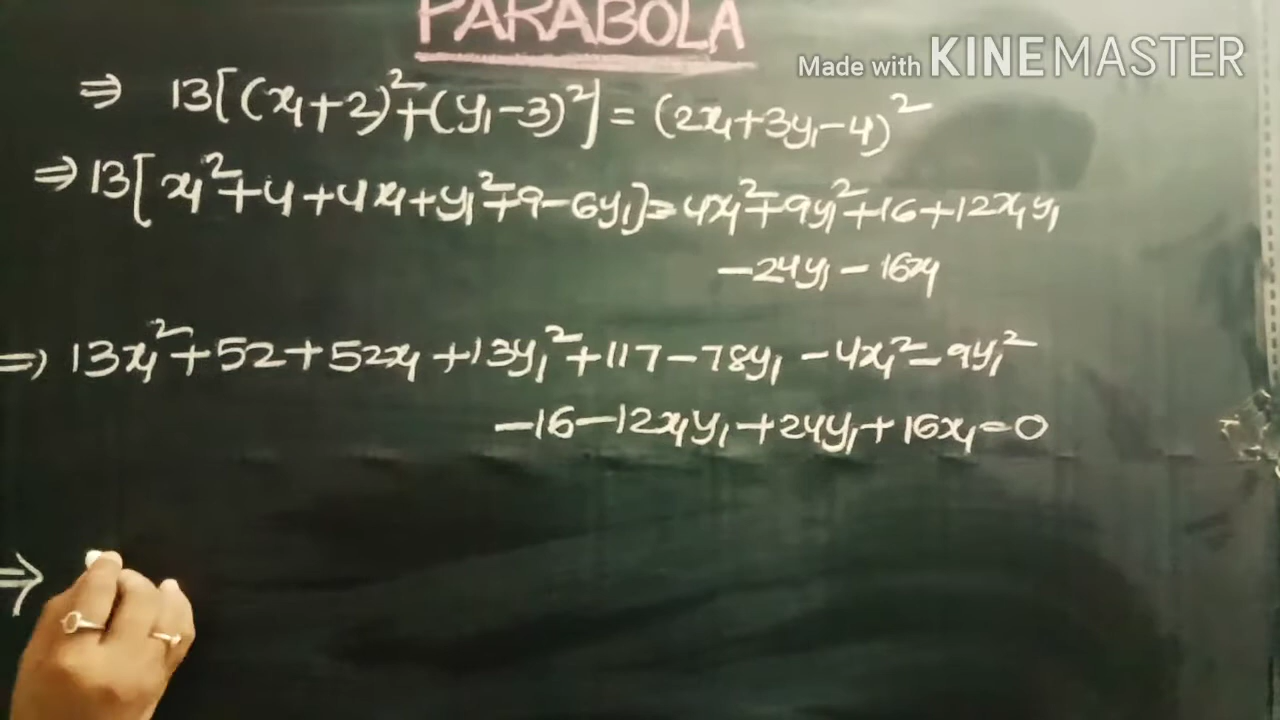 PARABOLA
Made with KINEMASTER
⇒ 13[(x₁+2)²+(y₁-3)²] = (2x₁+3y₁-4)²
⇒ 13[x₁²+4+4x₁+y₁²+9-6y₁] = 4x₁²+9y₁²+16+12x₁y₁
-24y₁-16x₁
⇒ 13x₁²+52+52x₁+13y₁²+117-78y₁-4x₁²-9y₁²
-16-12x₁y₁+24y₁+16x₁=0
⇒